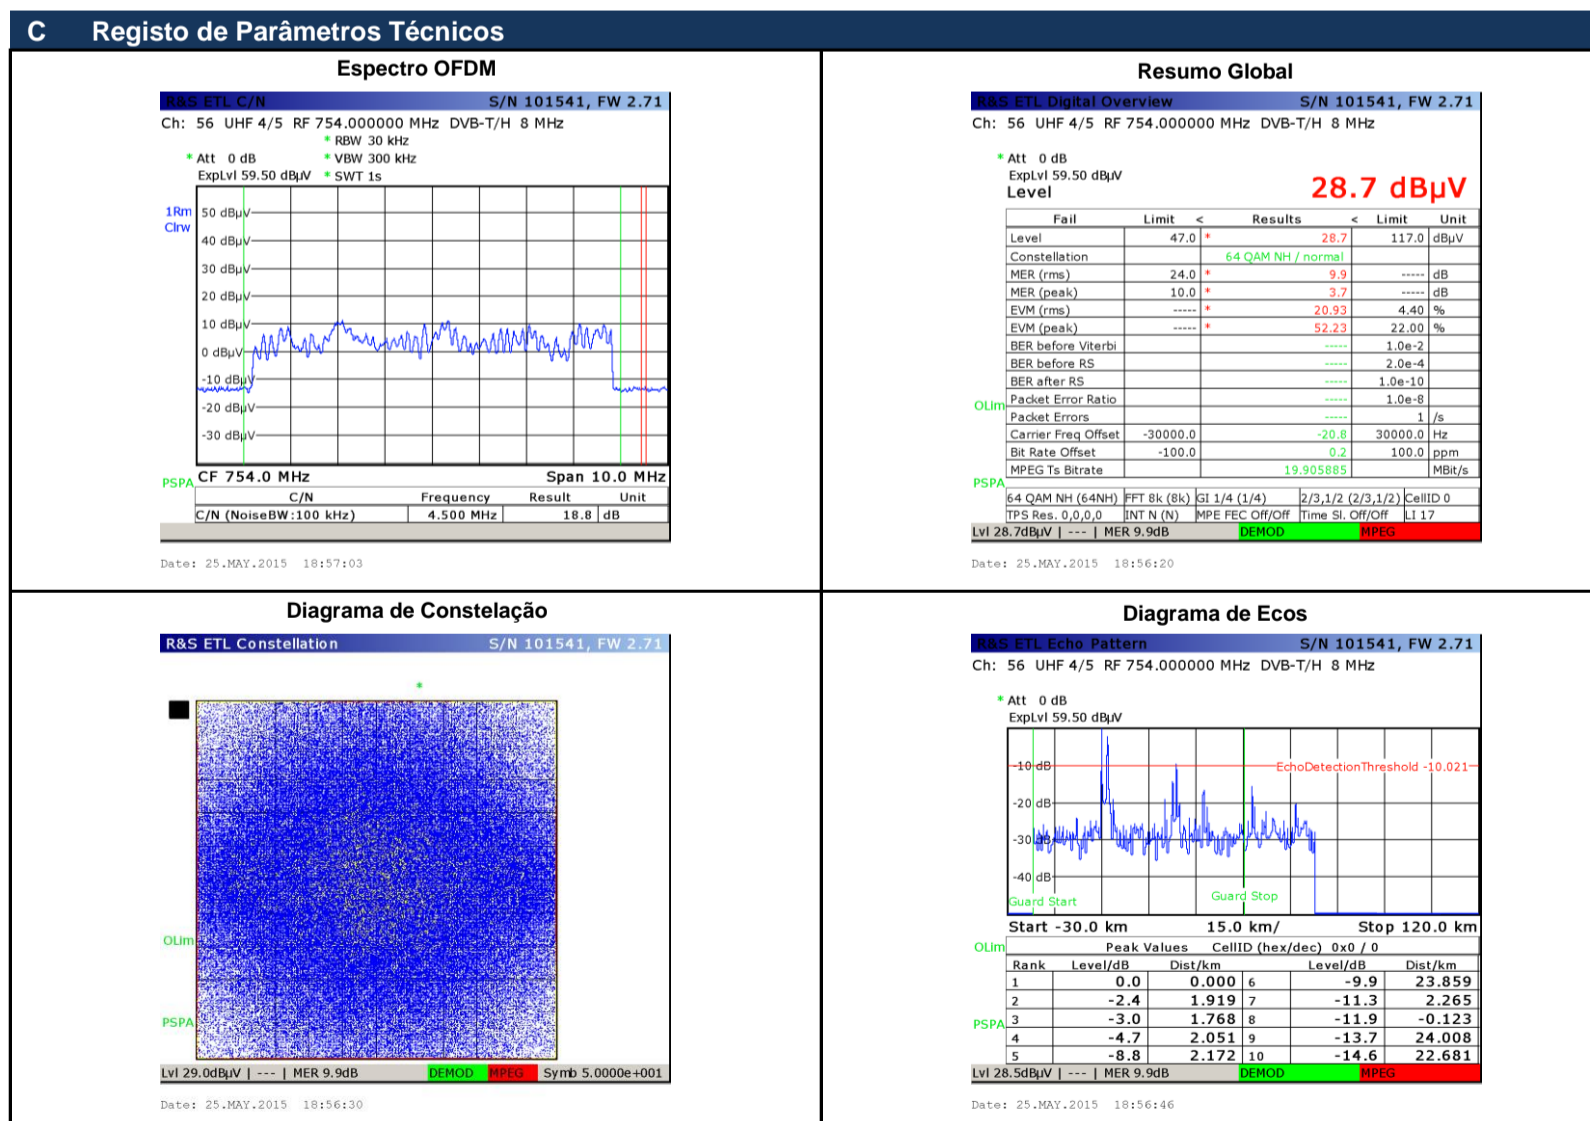 C Registo de Parâmetros Técnicos
Espectro OFDM
R&S ETL C/N S/N 101541, FW 2.71
Ch: 56 UHF 4/5 RF 754.000000 MHz DVB-T/H 8 MHz
* RBW 30 kHz
* Att 0 dB * VBW 300 kHz
ExpLvl 59.50 dBµV * SWT 1s
1Rm
Clrw
50 dBµV
40 dBµV
30 dBµV
20 dBµV
10 dBµV
0 dBµV
-10 dBµV
-20 dBµV
-30 dBµV
PSPA
CF 754.0 MHz Span 10.0 MHz
C/N Frequency Result Unit
C/N (NoiseBW:100 kHz) 4.500 MHz 18.8 dB
Date: 25.MAY.2015 18:57:03
Resumo Global
R&S ETL Digital Overview S/N 101541, FW 2.71
Ch: 56 UHF 4/5 RF 754.000000 MHz DVB-T/H 8 MHz
* Att 0 dB
ExpLvl 59.50 dBµV
Level 28.7 dBµV
Fail Limit < Results < Limit Unit
Level 47.0 * 28.7 117.0 dBµV
Constellation 64 QAM NH / normal
MER (rms) 24.0 * 9.9 ----- dB
MER (peak) 10.0 * 3.7 ----- dB
EVM (rms) ----- * 20.93 4.40 %
EVM (peak) ----- * 52.23 22.00 %
BER before Viterbi ----- 1.0e-2
BER before RS ----- 2.0e-4
BER after RS ----- 1.0e-10
Packet Error Ratio ----- 1.0e-8
OLim
Packet Errors ----- 1 /s
Carrier Freq Offset -30000.0 -20.8 30000.0 Hz
Bit Rate Offset -100.0 0.2 100.0 ppm
MPEG Ts Bitrate 19.905885 MBit/s
PSPA
64 QAM NH (64NH) FFT 8k (8k) GI 1/4 (1/4) 2/3,1/2 (2/3,1/2) CellID 0
TPS Res. 0,0,0,0 INT N (N) MPE FEC Off/Off Time Sl. Off/Off LI 17
Lvl 28.7dBµV | --- | MER 9.9dB DEMOD MPEG
Date: 25.MAY.2015 18:56:20
Diagrama de Constelação
R&S ETL Constellation S/N 101541, FW 2.71
*
OLim
PSPA
Lvl 29.0dBµV | --- | MER 9.9dB DEMOD MPEG Symb 5.0000e+001
Date: 25.MAY.2015 18:56:30
Diagrama de Ecos
R&S ETL Echo Pattern S/N 101541, FW 2.71
Ch: 56 UHF 4/5 RF 754.000000 MHz DVB-T/H 8 MHz
* Att 0 dB
ExpLvl 59.50 dBµV
-10 dB EchoDetectionThreshold -10.021
-20 dB
-30 dB
-40 dB
Guard Start Guard Stop
Start -30.0 km 15.0 km/ Stop 120.0 km
OLim
Peak Values CellID (hex/dec) 0x0 / 0
Rank Level/dB Dist/km Level/dB Dist/km
1 0.0 0.000 6 -9.9 23.859
2 -2.4 1.919 7 -11.3 2.265
3 -3.0 1.768 8 -11.9 -0.123
PSPA
4 -4.7 2.051 9 -13.7 24.008
5 -8.8 2.172 10 -14.6 22.681
Lvl 28.5dBµV | --- | MER 9.9dB DEMOD MPEG
Date: 25.MAY.2015 18:56:46